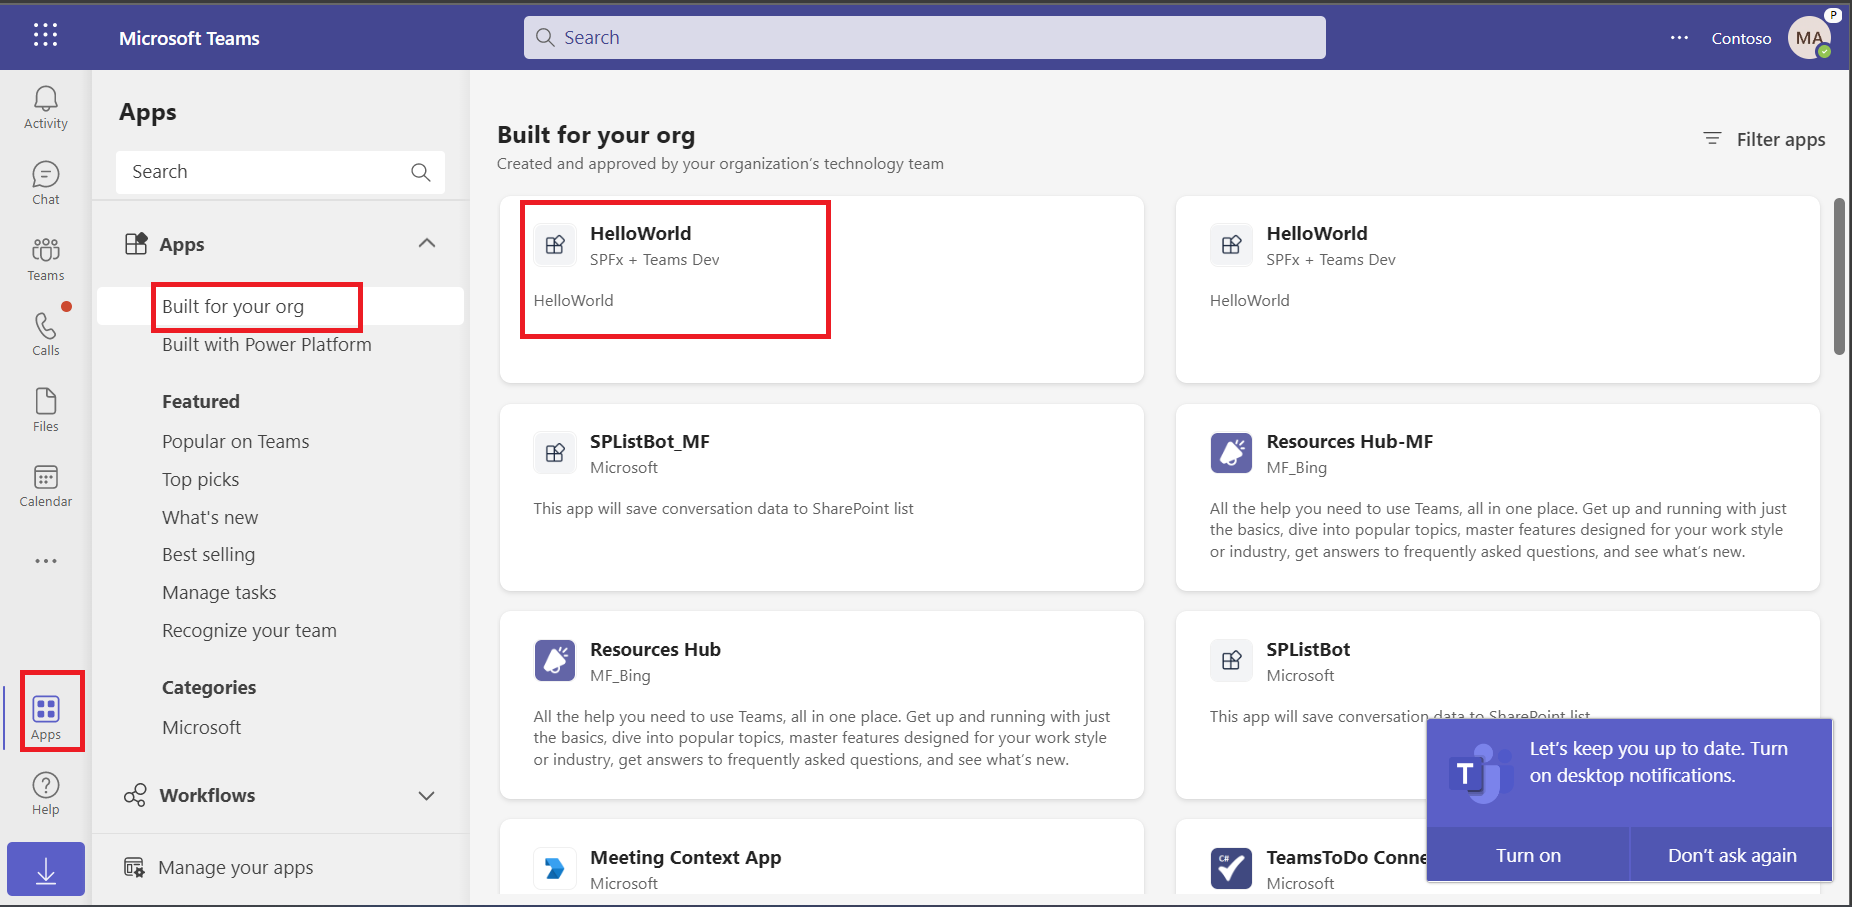 Microsoft Teams
Search
Contoso
MA
P
Activity
Chat
Teams
Calls
Files
Calendar
Apps
Help
Apps
Search
Apps
Built for your org
Built with Power Platform
Featured
Popular on Teams
Top picks
What's new
Best selling
Manage tasks
Recognize your team
Categories
Microsoft
Workflows
Manage your apps
Built for your org
Created and approved by your organization's technology team
Filter apps
HelloWorld
SPFx + Teams Dev
HelloWorld
HelloWorld
SPFx + Teams Dev
HelloWorld
SPListBot_MF
Microsoft
This app will save conversation data to SharePoint list
Resources Hub-MF
MF_Bing
All the help you need to use Teams, all in one place. Get up and running with just
the basics, dive into popular topics, master features designed for your work style
or industry, get answers to frequently asked questions, and see what's new.
Resources Hub
MF_Bing
All the help you need to use Teams, all in one place. Get up and running with just
the basics, dive into popular topics, master features designed for your work style
or industry, get answers to frequently asked questions, and see what's new.
SPListBot
Microsoft
This app will save conversation data to SharePoint list
Meeting Context App
Microsoft
C#
TeamsToDo Conne
Microsoft
T
Let's keep you up to date. Turn
on desktop notifications.
Turn on
Don't ask again